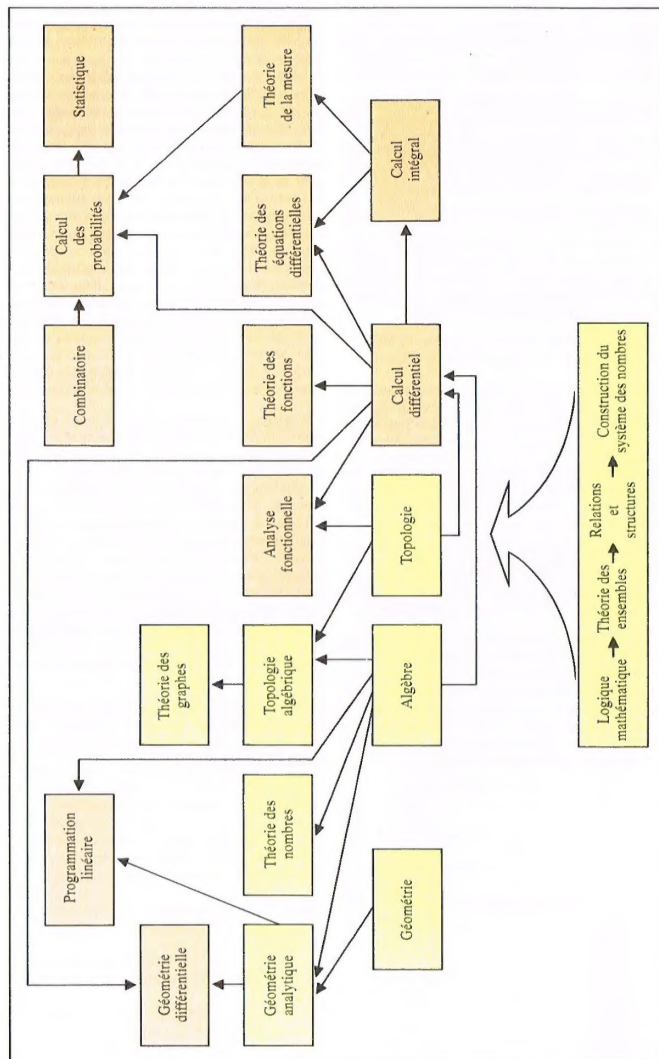 Programmation
linéaire
Géométrie
différentielle
Géométrie
analytique
Géométrie
Théorie des
nombres
Théorie des
graphes
Topologie
algébrique
Algèbre
Analyse
fonctionnelle
Topologie
Théorie des
fonctions
Calcul
différentiel
Combinatoire
Calcul
des
probabilités
Statistique
Théorie des
équations
différentielles
Théorie
de la mesure
Calcul
intégral
Logique
mathématique
Théorie des
ensembles
Relations
et
structures
Construction du
système des nombres